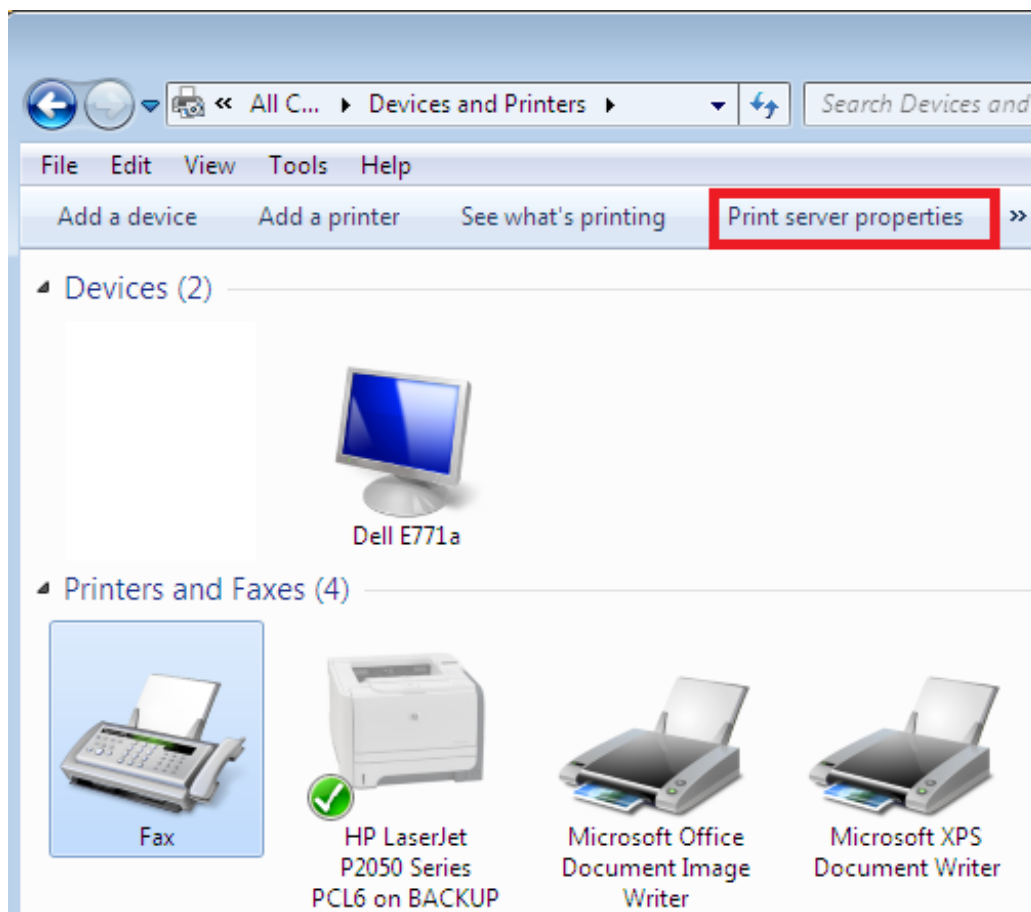 « All C... ▸ Devices and Printers ▸ Search Devices and
File Edit View Tools Help
Add a device Add a printer See what's printing Print server properties »
Devices (2)
Dell E771a
Printers and Faxes (4)
Fax
HP LaserJet
P2050 Series
PCL6 on BACKUP
Microsoft Office
Document Image
Writer
Microsoft XPS
Document Writer